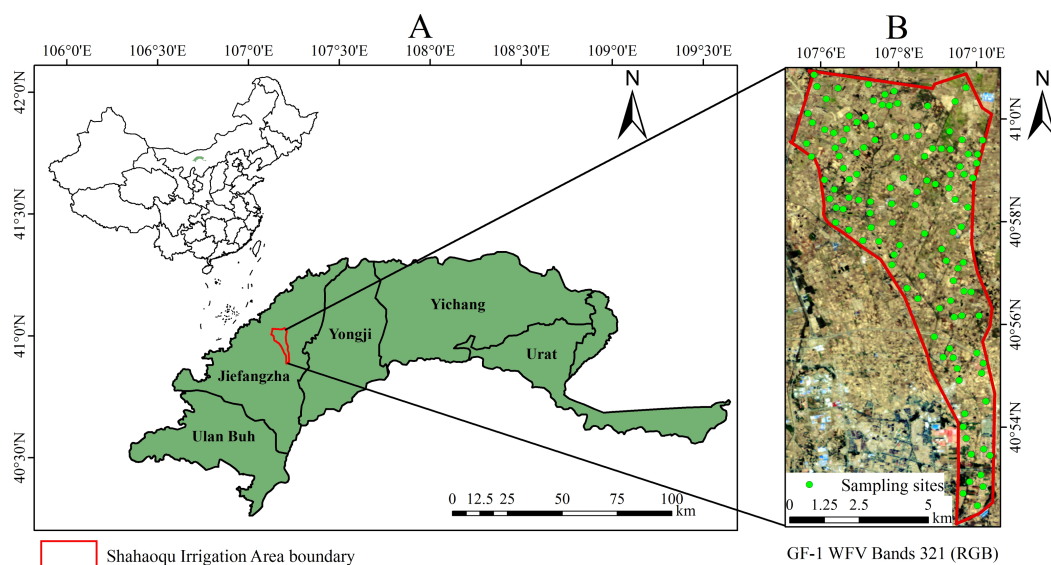 A
B
106°0'E 106°30'E 107°0'E 107°30'E 108°0'E 108°30'E 109°0'E 109°30'E
107°6'E 107°8'E 107°10'E
42°0'N
41°30'N
41°0'N
40°30'N
N
N
41°0'N
40°58'N
40°56'N
40°54'N
Yichang
Yongji
Urat
Jiefangzha
Ulan Buh
0 12.5 25 50 75 100
km
Sampling sites
0 1.25 2.5 5
km
Shahaoqu Irrigation Area boundary
GF-1 WFV Bands 321 (RGB)